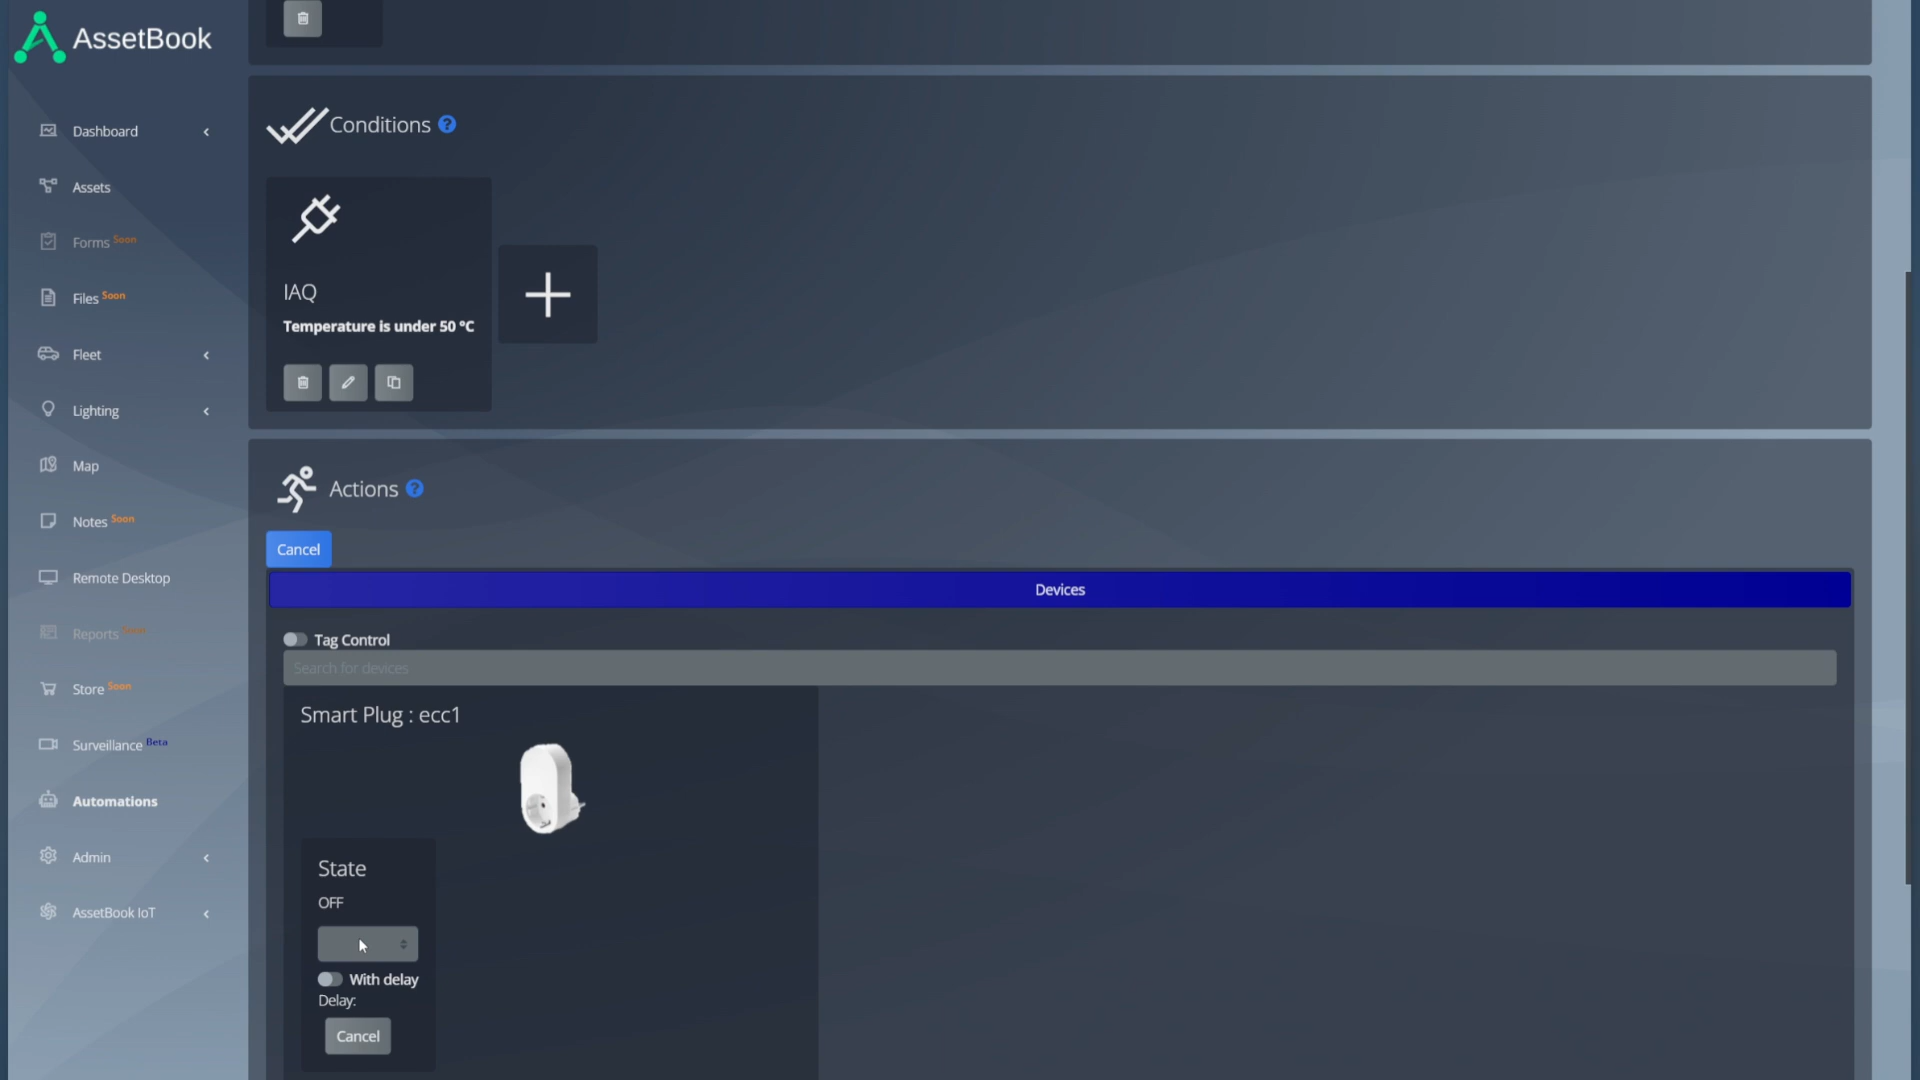 AssetBook
Dashboard
Assets
Forms Soon
Files Soon
Fleet
Lighting
Map
Notes Soon
Remote Desktop
Reports Soon
Store Soon
Surveillance Beta
Automations
Admin
AssetBook IoT
Conditions ?
IAQ
Temperature is under 50 °C
Actions ?
Cancel
Devices
Tag Control
Search for devices
Smart Plug : ecc1
State
OFF
With delay
Delay:
Cancel